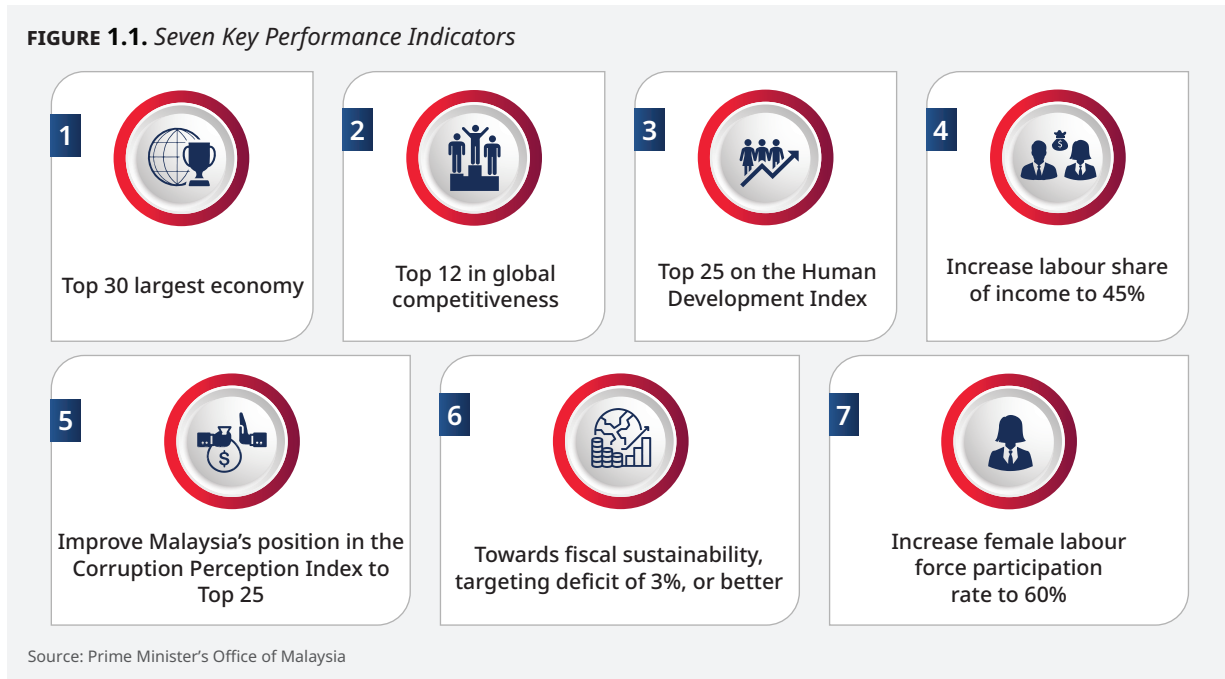 FIGURE 1.1. Seven Key Performance Indicators
1
Top 30 largest economy
2
Top 12 in global
competitiveness
3
Top 25 on the Human
Development Index
4
$
Increase labour share
of income to 45%
5
$
Improve Malaysia’s position in the
Corruption Perception Index to
Top 25
6
Towards fiscal sustainability,
targeting deficit of 3%, or better
7
Increase female labour
force participation
rate to 60%
Source: Prime Minister’s Office of Malaysia